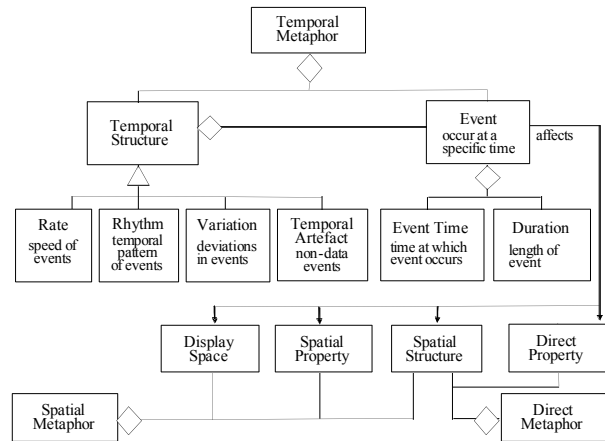 Temporal
Metaphor
Temporal
Structure
Event
occur at a
specific time
affects
Rate
speed of
events
Rhythm
temporal
pattern
of events
Variation
deviations
in events
Temporal
Artefact
non-data
events
Event Time
time at which
event occurs
Duration
length of
event
Display
Space
Spatial
Property
Spatial
Structure
Direct
Property
Spatial
Metaphor
Direct
Metaphor